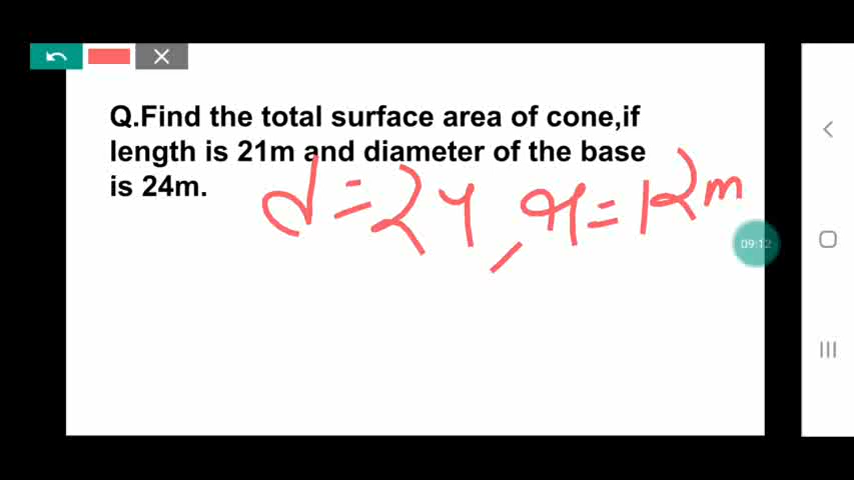 Q.Find the total surface area of cone,if
length is 21m and diameter of the base
is 24m.
d=24, r=12m
09:12